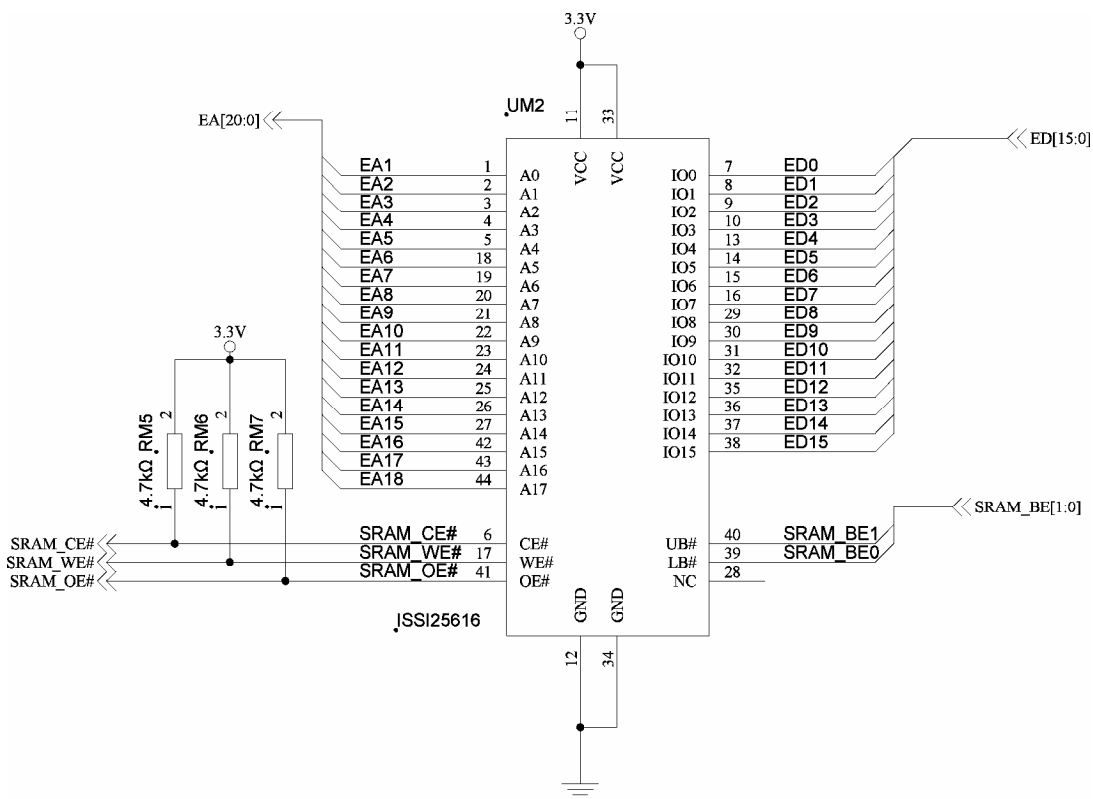 3.3V
UM2
11
33
EA[20:0]
ED[15:0]
VCC
VCC
EA1 1 A0 IO0 7 ED0
EA2 2 A1 IO1 8 ED1
EA3 3 A2 IO2 9 ED2
EA4 4 A3 IO3 10 ED3
EA5 5 A4 IO4 13 ED4
EA6 18 A5 IO5 14 ED5
EA7 19 A6 IO6 15 ED6
EA8 20 A7 IO7 16 ED7
EA9 21 A8 IO8 29 ED8
EA10 22 A9 IO9 30 ED9
EA11 23 A10 IO10 31 ED10
EA12 24 A11 IO11 32 ED11
EA13 25 A12 IO12 35 ED12
EA14 26 A13 IO13 36 ED13
EA15 27 A14 IO14 37 ED14
EA16 42 A15 IO15 38 ED15
EA17 43 A16
EA18 44 A17
3.3V
2
2
2
4.7kΩ RM5
4.7kΩ RM6
4.7kΩ RM7
1
1
1
SRAM_BE[1:0]
SRAM_CE# SRAM_CE# 6 CE# UB# 40 SRAM_BE1
SRAM_WE# SRAM_WE# 17 WE# LB# 39 SRAM_BE0
SRAM_OE# SRAM_OE# 41 OE# NC 28
GND
GND
ISSI25616
12
34